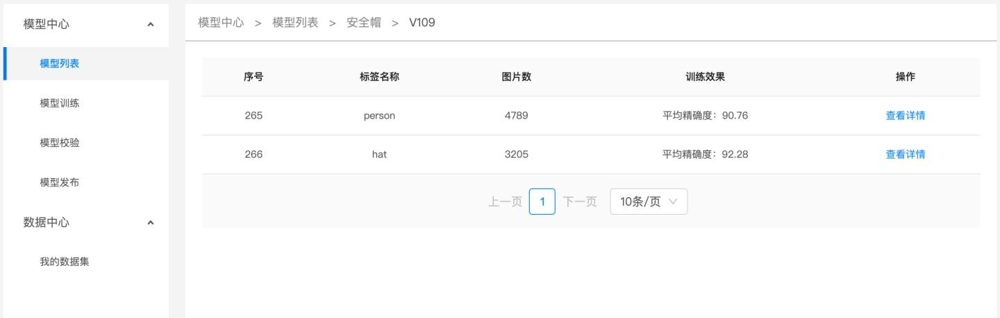 模型中心
模型列表
模型训练
模型校验
模型发布
数据中心
我的数据集
模型中心 > 模型列表 > 安全帽 > V109
序号 标签名称 图片数 训练效果 操作
265 person 4789 平均精确度：90.76 查看详情
266 hat 3205 平均精确度：92.28 查看详情
上一页 1 下一页 10条/页